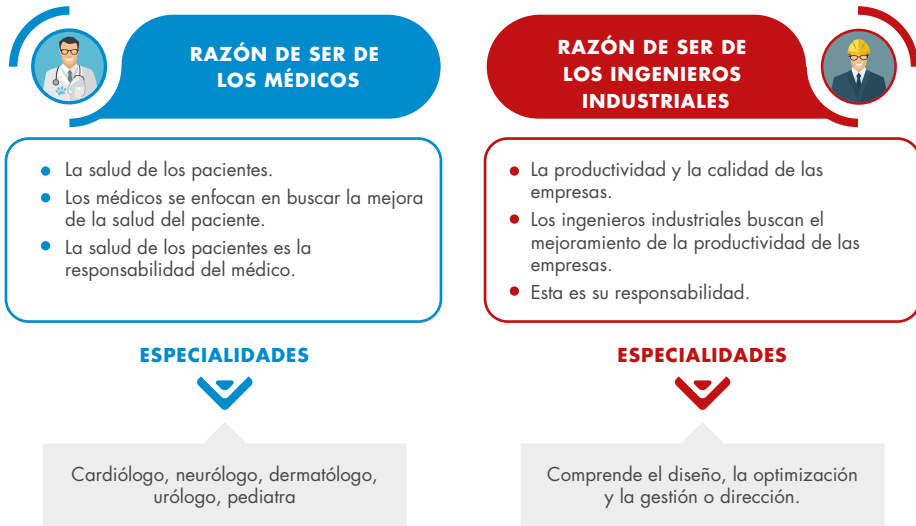 RAZÓN DE SER DE
LOS MÉDICOS
La salud de los pacientes.
Los médicos se enfocan en buscar la mejora
de la salud del paciente.
La salud de los pacientes es la
responsabilidad del médico.
ESPECIALIDADES
Cardiólogo, neurólogo, dermatólogo,
urólogo, pediatra
RAZÓN DE SER DE
LOS INGENIEROS
INDUSTRIALES
La productividad y la calidad de las
empresas.
Los ingenieros industriales buscan el
mejoramiento de la productividad de las
empresas.
Esta es su responsabilidad.
ESPECIALIDADES
Comprende el diseño, la optimización
y la gestión o dirección.